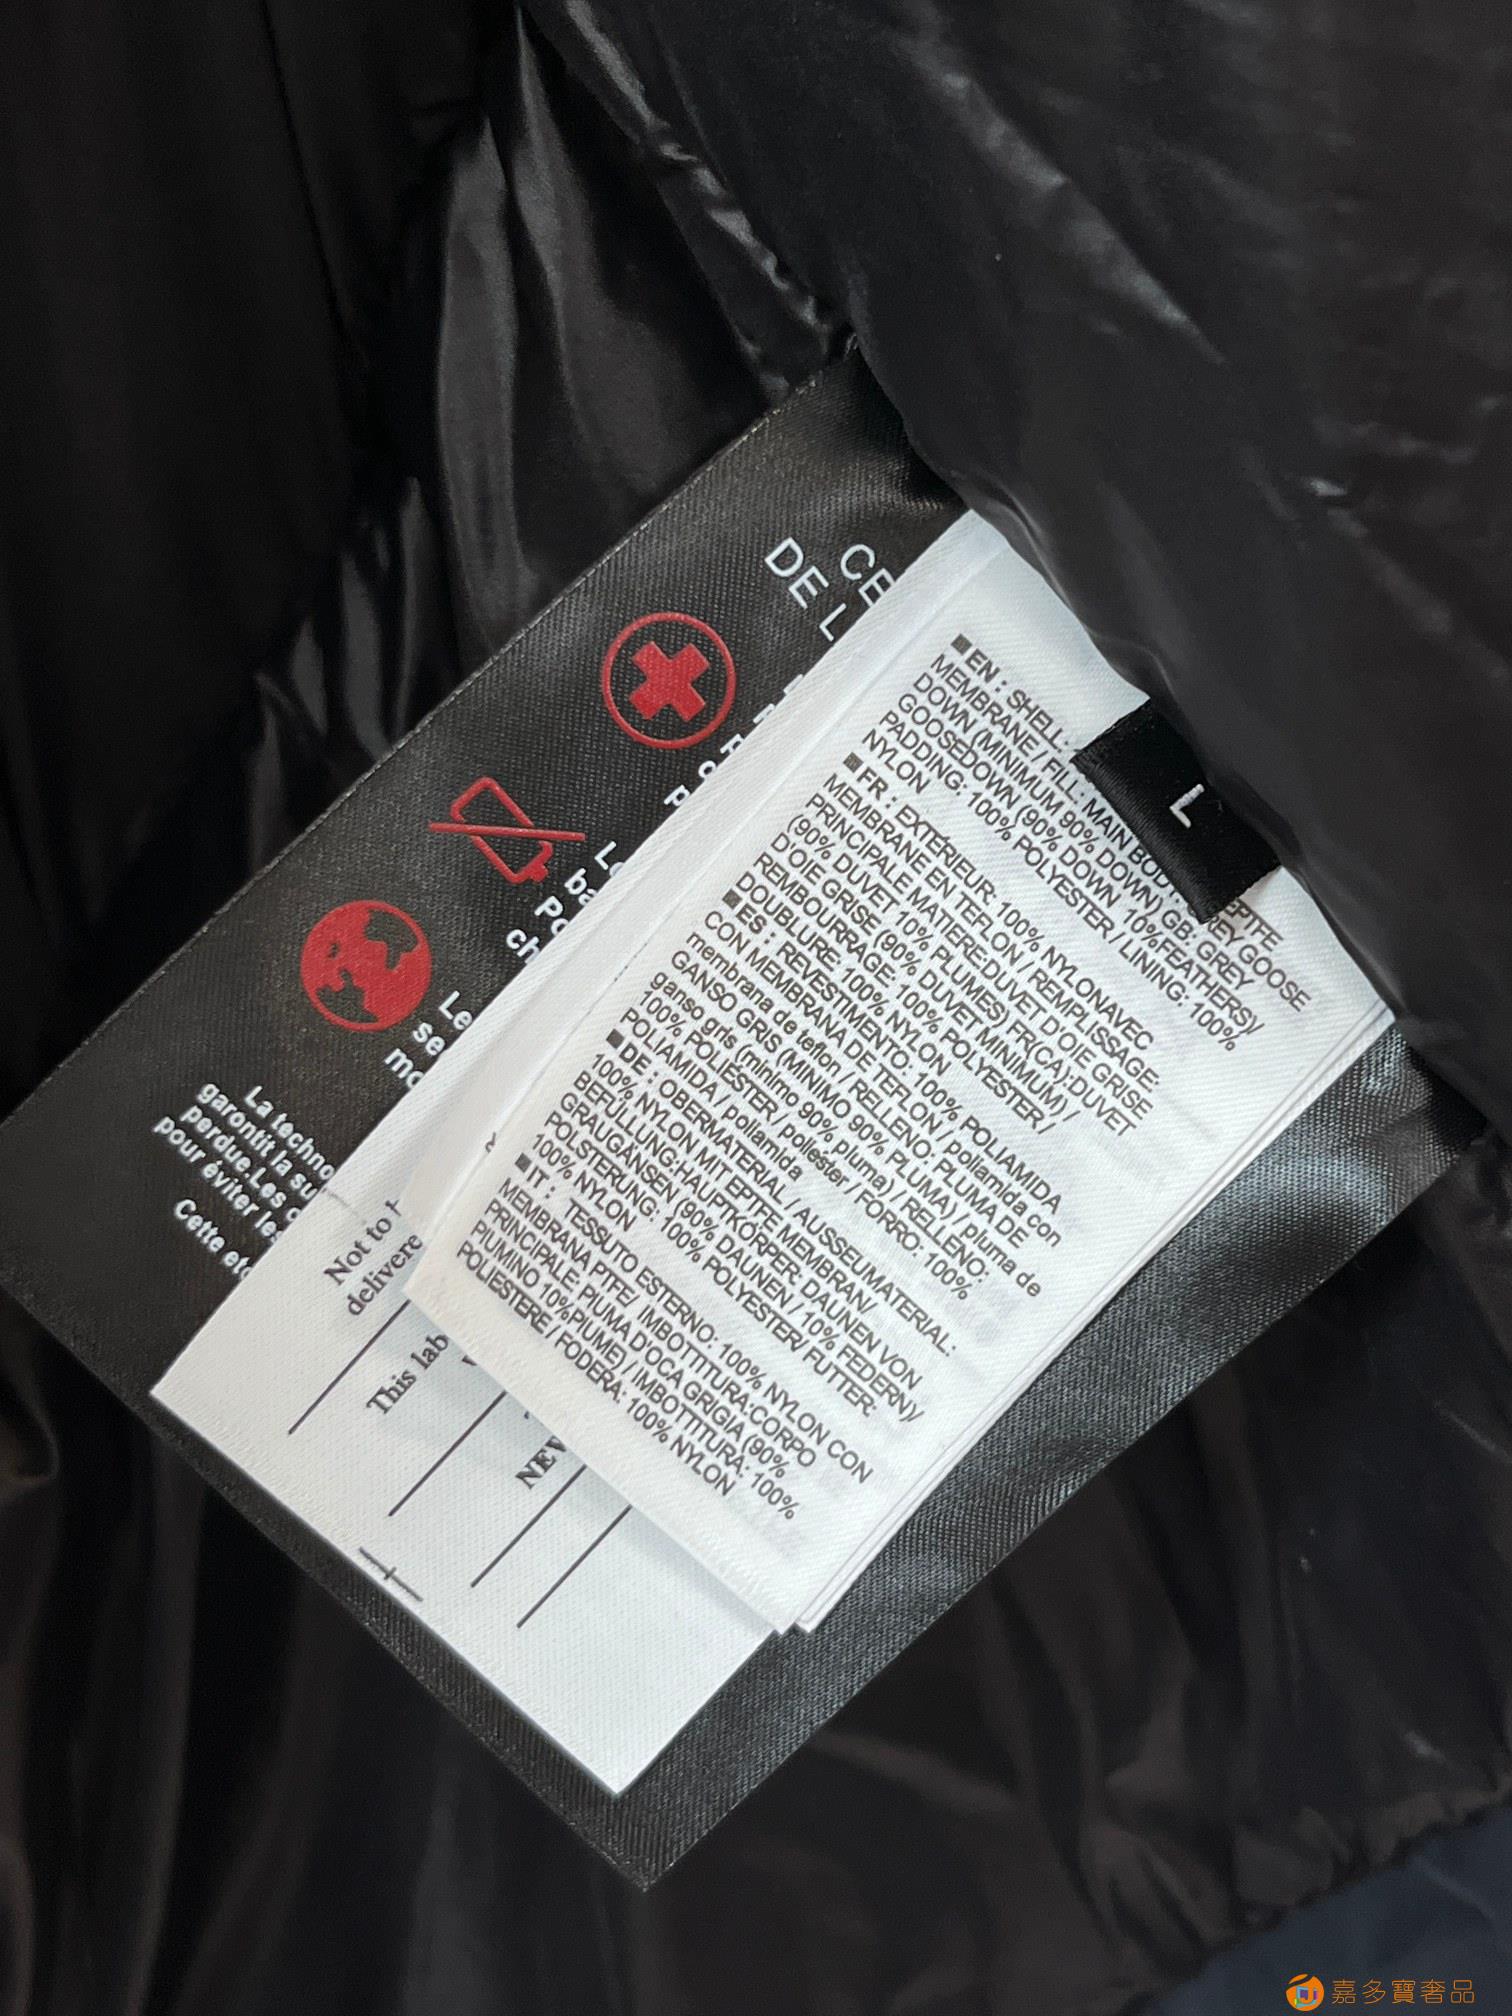 CE
DE L
La techno
garontit la su
perdue.Les c
pour éviter les
Cette et
Not to
delivere
This lab
NEV
L
■EN : SHELL:
MEMBRANE / FILL: MAIN BODY: GREY GOOSE
DOWN (MINIMUM 90% DOWN) GB: GREY
GOOSEDOWN (90% DOWN 10%FEATHERS)/
PADDING: 100% POLYESTER / LINING: 100%
NYLON
■FR : EXTÉRIEUR: 100% NYLONAVEC
MEMBRANE EN TEFLON / REMPLISSAGE:
PRINCIPALE MATIERE:DUVET D'OIE GRISE
(90% DUVET 10% PLUMES) FR(CA):DUVET
D'OIE GRISE (90% DUVET MINIMUM) /
REMBOURRAGE: 100% POLYESTER /
DOUBLURE: 100% NYLON
■ES : REVESTIMENTO: 100% POLIAMIDA
CON MEMBRANA DE TEFLON / poliamida con
membrana de teflon / RELLENO: PLUMA DE
GANSO GRIS (MINIMO 90% PLUMA) / pluma de
ganso gris (minimo 90% pluma) / RELLENO:
100% POLIÉSTER / poliéster / FORRO: 100%
POLIAMIDA / poliamida
■DE : OBERMATERIAL / AUSSEUMATERIAL:
100% NYLON MIT EPTFE MEMBRAN/
BEFÜLLUNG:HAUPTKÓRPER: DAUNEN VON
GRAUGÄNSEN (90% DAUNEN / 10% FEDERN)/
POLSTERUNG: 100% POLYESTER/ FUTTER:
100% NYLON
■IT : TESSUTO ESTERNO: 100% NYLON CON
MEMBRANA PTFE/ IMBOTTITURA:CORPO
PRINCIPALE: PIUMA D'OCA GRIGIA (90%
PIUMINO 10%PIUME) / IMBOTTITURA: 100%
POLIESTERE / FODERA: 100% NYLON
嘉多寶奢品